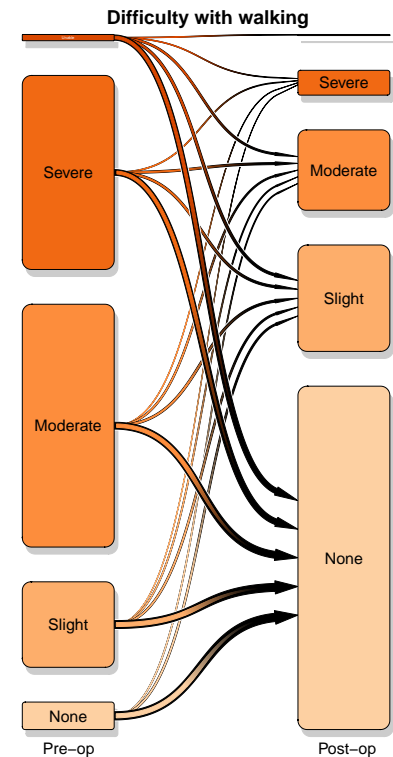 Difficulty with walking
Severe
Severe
Moderate
Slight
Moderate
None
Slight
None
Pre−op
Post−op